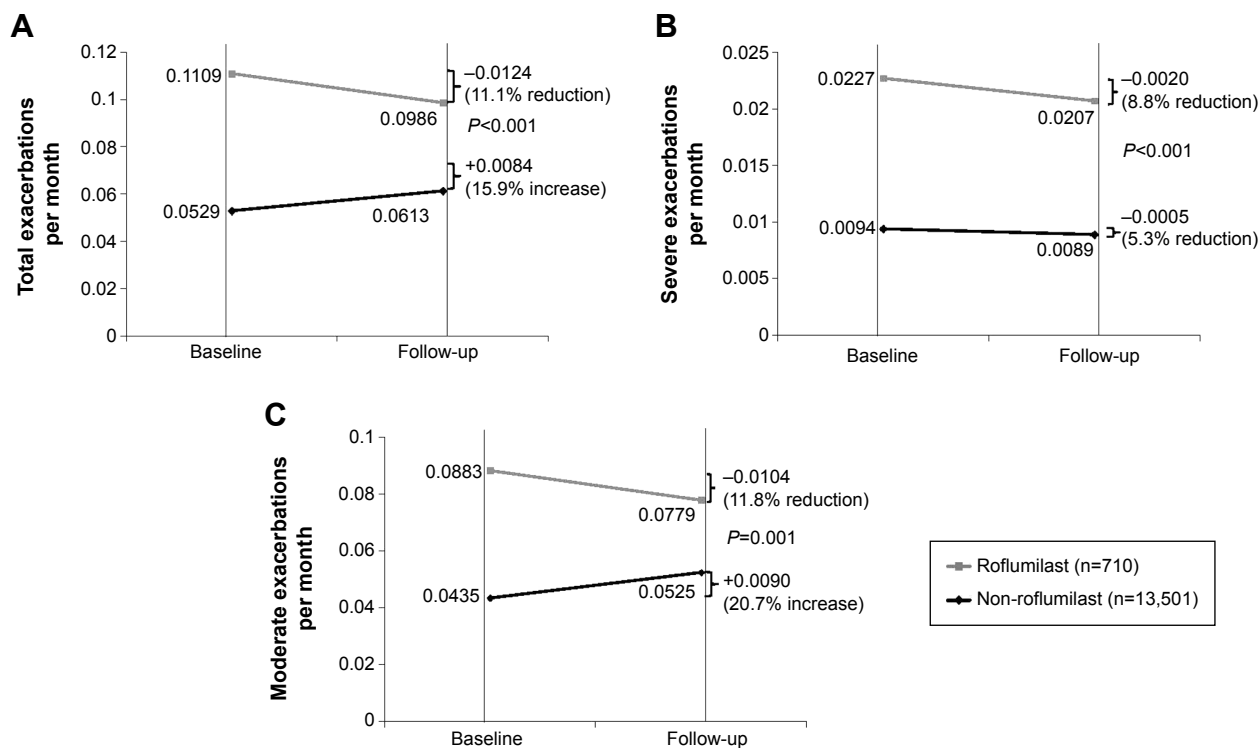 A
Total exacerbations
per month
0.12
0.1
0.08
0.06
0.04
0.02
0
0.1109
0.0986
0.0529
0.0613
–0.0124
(11.1% reduction)
P<0.001
+0.0084
(15.9% increase)
Baseline
Follow-up
B
Severe exacerbations
per month
0.025
0.02
0.015
0.01
0.005
0
0.0227
0.0207
0.0094
0.0089
–0.0020
(8.8% reduction)
P<0.001
–0.0005
(5.3% reduction)
Baseline
Follow-up
C
Moderate exacerbations
per month
0.1
0.08
0.06
0.04
0.02
0
0.0883
0.0779
0.0435
0.0525
–0.0104
(11.8% reduction)
P=0.001
+0.0090
(20.7% increase)
Baseline
Follow-up
Roflumilast (n=710)
Non-roflumilast (n=13,501)